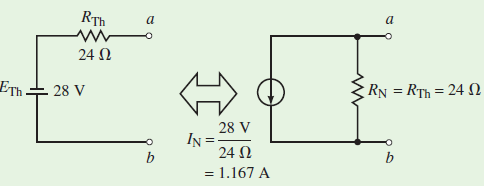 R_Th
a
24 Ω
E_Th
28 V
b
I_N = 28 V / 24 Ω
= 1.167 A
a
R_N = R_Th = 24 Ω
b